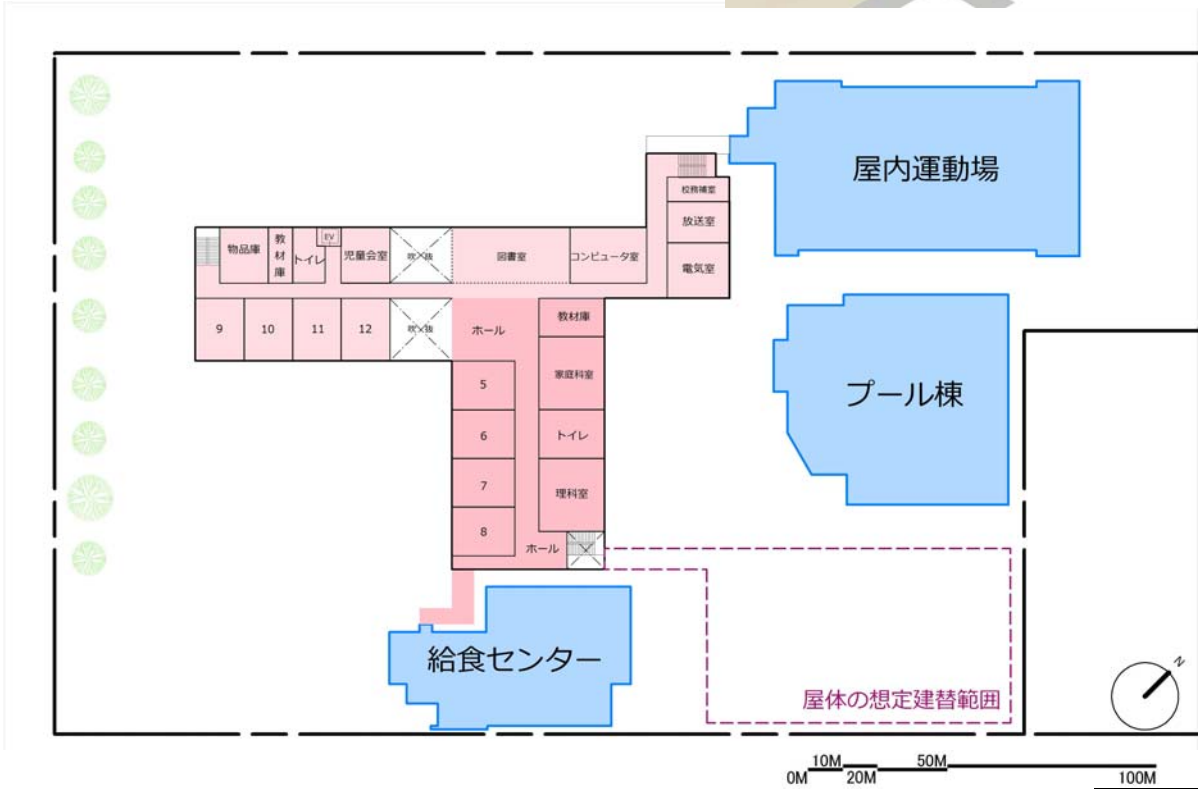 屋内運動場
校務補室
放送室
電気室
物品庫
教材庫
トイレ
EV
児童会室
吹抜
図書室
コンピュータ室
9
10
11
12
吹抜
ホール
教材庫
家庭科室
5
6
トイレ
7
理科室
8
ホール
プール棟
給食センター
屋体の想定建替範囲
N
0M
10M
20M
50M
100M